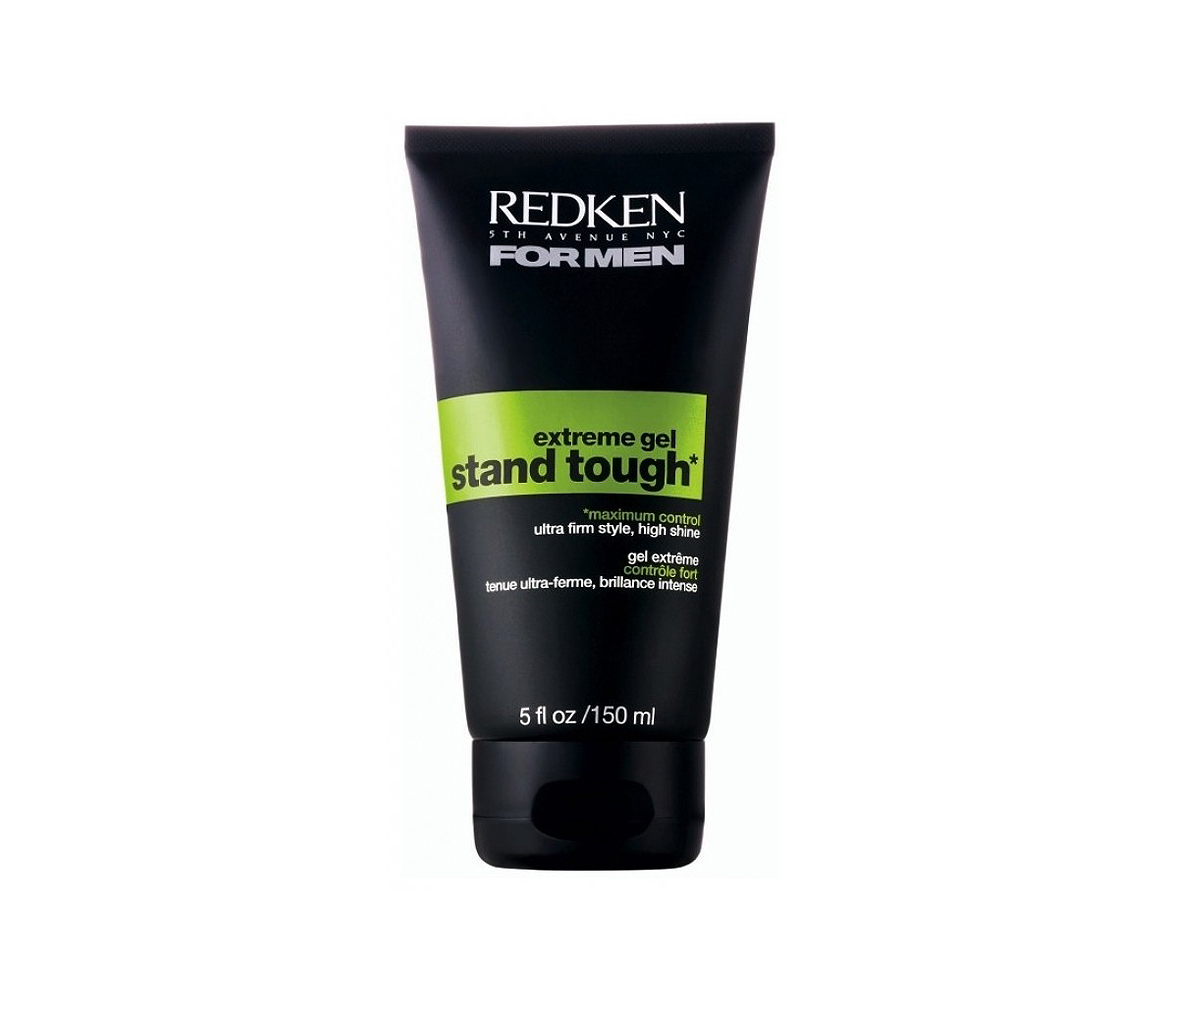 REDKEN
5TH AVENUE NYC
FOR MEN
extreme gel
stand tough*
*maximum control
ultra firm style, high shine
gel extrême
contrôle fort
tenue ultra-ferme, brillance intense
5 fl oz /150 ml